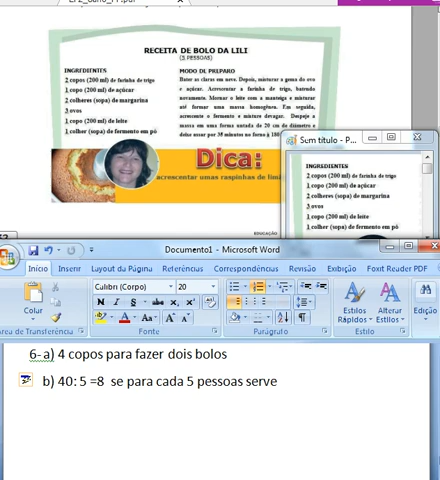 RECEITA DE BOLO DA LILI
(5 PESSOAS)
INGREDIENTES
2 copos (200 ml) de farinha de trigo
1 copo (200 ml) de açúcar
2 colheres (sopa) de margarina
3 ovos
1 copo (200 ml) de leite
1 colher (sopa) de fermento em pó
MODO DE PREPARO
Bater as claras em neve. Depois, misturar a gema do ovo
e açúcar. Acrescentar a farinha de trigo, batendo
novamente. Mornar o leite com a manteiga e misturar
até formar uma massa homogênea. Em seguida,
acrescente o fermento e misture devagar. Despeje a
massa em uma forma untada de 20 cm de diâmetro e
deixe assar por 35 minutos no forno à 180
Dica:
acrescentar umas raspinhas de
EDUCAÇÃO
Sem título - P...
INGREDIENTES
2 copos (200 ml) de farinha de trigo
1 copo (200 ml) de açúcar
2 colheres (sopa) de margarina
3 ovos
1 copo (200 ml) de leite
1 colher (sopa) de fermento em pó
Documento1 - Microsoft Word
Início Inserir Layout da Página Referências Correspondências Revisão Exibição Foxit Reader PDF
Colar
Calibri (Corpo) 20
N I S abc x₂ x²
ab A Aa A A
Estilos Rápidos
Alterar Estilos
Edição
Área de Transferência Fonte Parágrafo Estilo
6- a) 4 copos para fazer dois bolos
b) 40: 5 =8 se para cada 5 pessoas serve